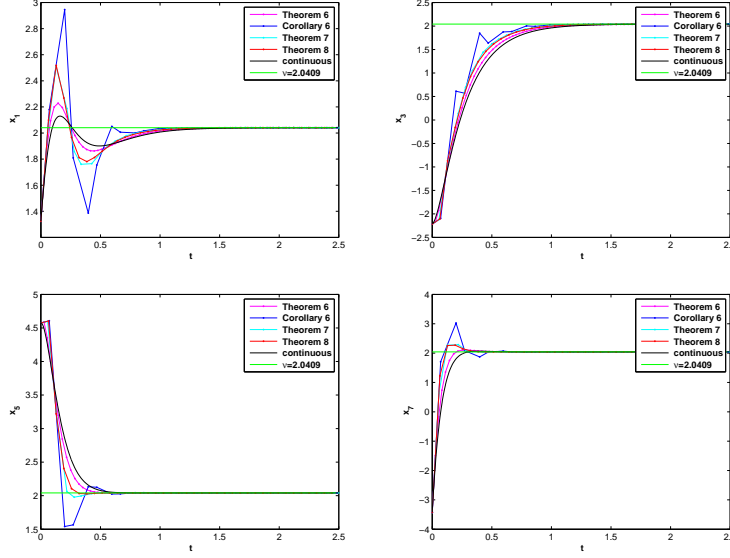 3
2.8
2.6
2.4
2.2
2
1.8
1.6
1.4
0 0.5 1 1.5 2 2.5
t
x1
Theorem 6
Corollary 6
Theorem 7
Theorem 8
continuous
ν=2.0409
2.5
2
1.5
1
0.5
0
−0.5
−1
−1.5
−2
−2.5
0 0.5 1 1.5 2 2.5
t
x3
Theorem 6
Corollary 6
Theorem 7
Theorem 8
continuous
ν=2.0409
5
4.5
4
3.5
3
2.5
2
1.5
0 0.5 1 1.5 2 2.5
t
x5
Theorem 6
Corollary 6
Theorem 7
Theorem 8
continuous
ν=2.0409
4
3
2
1
0
−1
−2
−3
−4
0 0.5 1 1.5 2 2.5
t
x7
Theorem 6
Corollary 6
Theorem 7
Theorem 8
continuous
ν=2.0409